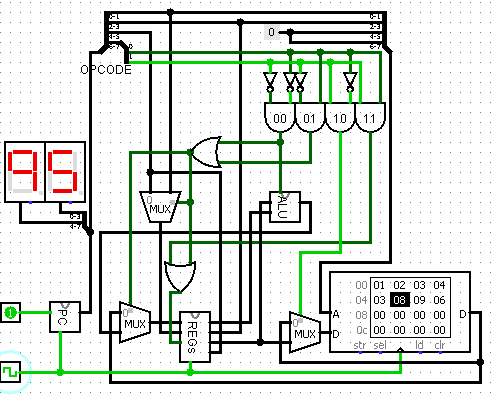 0-1 0-1
2-3 2-3
4-5 0 4-5
6-7 6-7
OPCODE
00 01 10 11
95
0-3
4-7
0 MUX
ALU
1 PC
0 MUX
REGs
0 MUX
A
D
00 01 02 03 04
04 03 08 09 06
08 00 00 00 00
0c 00 00 00 00
D
str sel ld clr